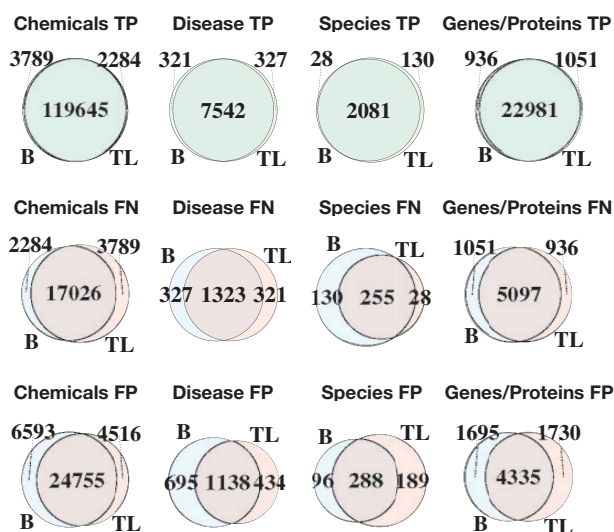 Chemicals TP Disease TP Species TP Genes/Proteins TP
3789 2284 321 327 28 130 936 1051
119645 7542 2081 22981
B TL B TL B TL B TL
Chemicals FN Disease FN Species FN Genes/Proteins FN
2284 3789 B TL B TL 1051 936
17026 327 1323 321 130 255 28 5097
B TL B TL
Chemicals FP Disease FP Species FP Genes/Proteins FP
6593 4516 B TL B TL 1695 1730
24755 695 1138 434 96 288 189 4335
B TL B TL